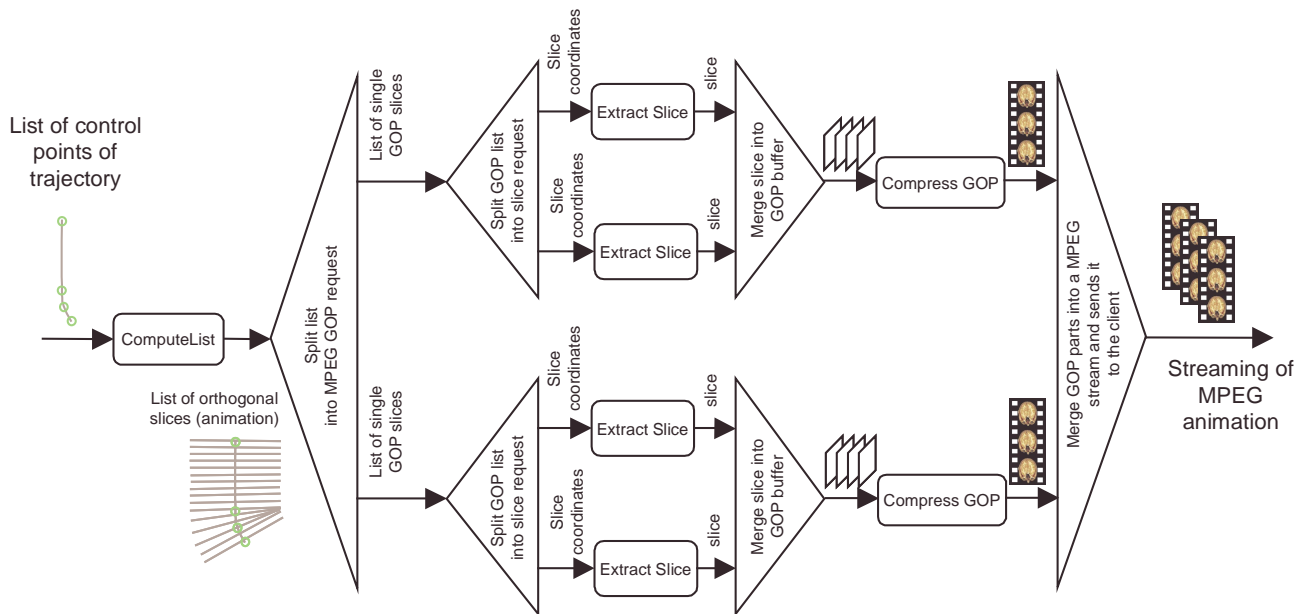 List of control
points of
trajectory
ComputeList
List of orthogonal
slices (animation)
Split list
into MPEG GOP request
List of single
GOP slices
Split GOP list
into slice request
Slice
coordinates
Extract Slice
slice
Slice
coordinates
Extract Slice
slice
Merge slice into
GOP buffer
Compress GOP
List of single
GOP slices
Split GOP list
into slice request
Slice
coordinates
Extract Slice
slice
Slice
coordinates
Extract Slice
slice
Merge slice into
GOP buffer
Compress GOP
Merge GOP parts into a MPEG
stream and sends it
to the client
Streaming of
MPEG
animation